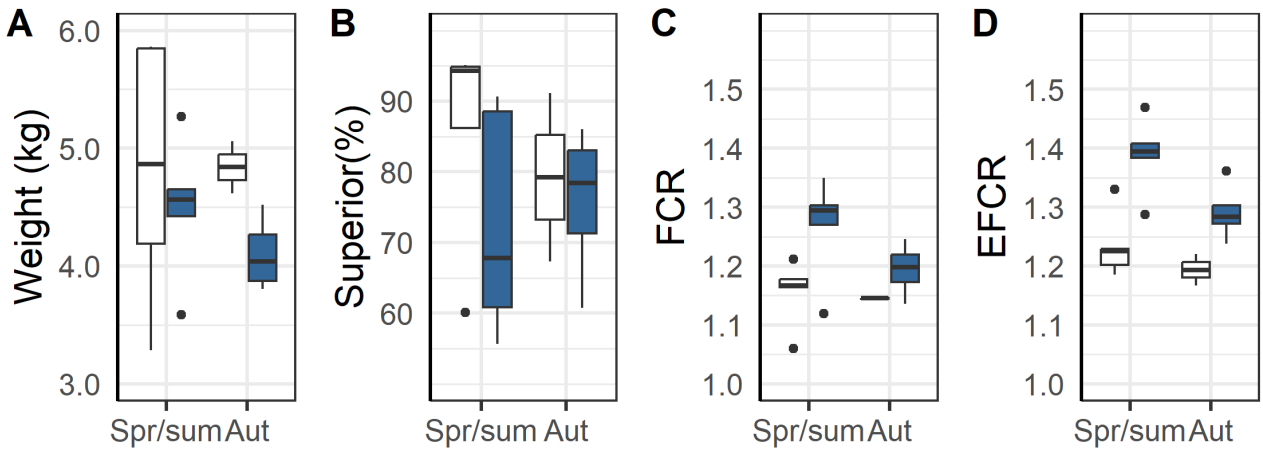 A
Weight (kg)
6.0
5.0
4.0
3.0
Spr/sum Aut
B
Superior(%)
90
80
70
60
Spr/sum Aut
C
FCR
1.5
1.4
1.3
1.2
1.1
1.0
Spr/sum Aut
D
EFCR
1.5
1.4
1.3
1.2
1.1
1.0
Spr/sum Aut